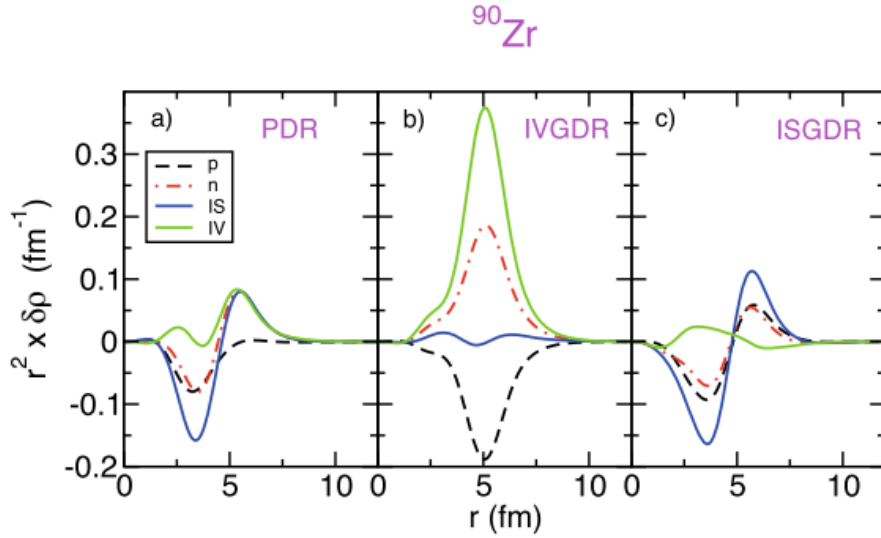 ⁹⁰Zr
a) PDR
b) IVGDR
c) ISGDR
p
n
IS
IV
r² x δρ (fm⁻¹)
0.3
0.2
0.1
0
-0.1
-0.2
0 5 10 0 5 10 0 5 10
r (fm)